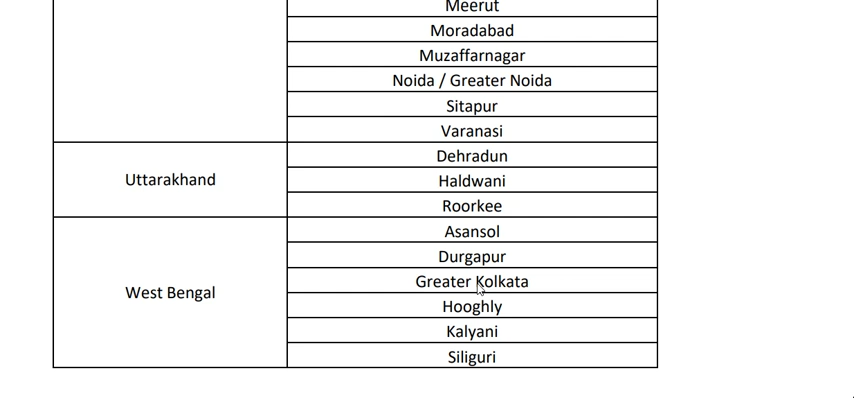 Meerut
Moradabad
Muzaffarnagar
Noida / Greater Noida
Sitapur
Varanasi
Uttarakhand
Dehradun
Haldwani
Roorkee
West Bengal
Asansol
Durgapur
Greater Kolkata
Hooghly
Kalyani
Siliguri